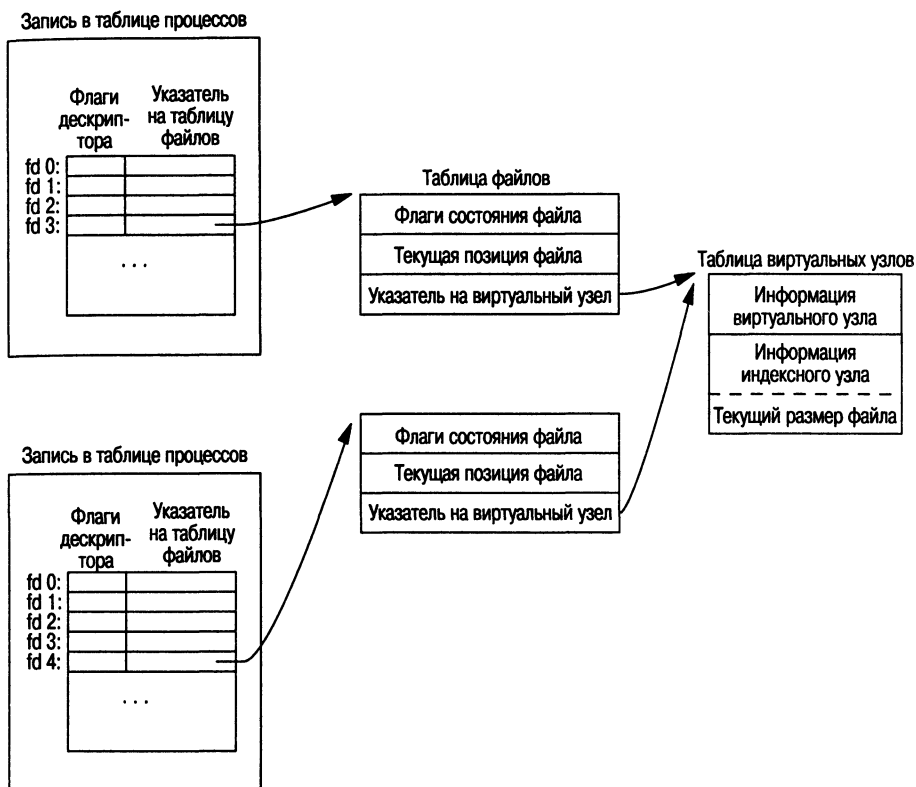 Запись в таблице процессов
Флаги
дескрип-
тора
Указатель
на таблицу
файлов
fd 0:
fd 1:
fd 2:
fd 3:
. . .
Таблица файлов
Флаги состояния файла
Текущая позиция файла
Указатель на виртуальный узел
Таблица виртуальных узлов
Информация
виртуального узла
Информация
индексного узла
Текущий размер файла
Флаги состояния файла
Текущая позиция файла
Указатель на виртуальный узел
Запись в таблице процессов
Флаги
дескрип-
тора
Указатель
на таблицу
файлов
fd 0:
fd 1:
fd 2:
fd 3:
fd 4:
. . .